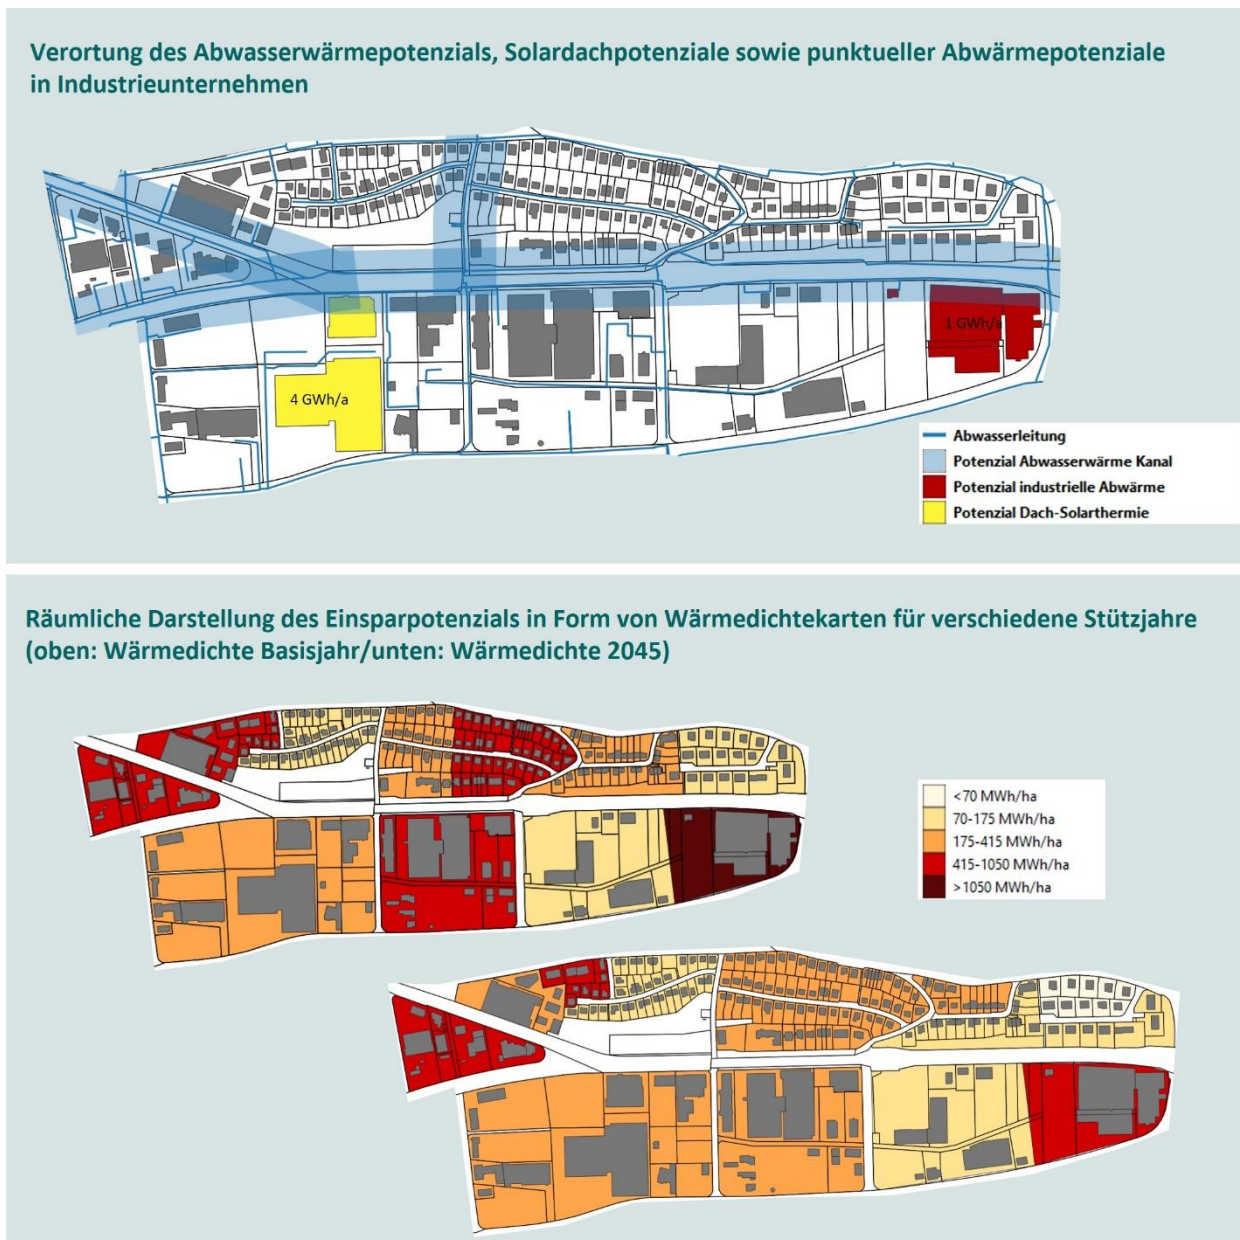 Verortung des Abwasserwärmepotenzials, Solardachpotenziale sowie punktueller Abwärmepotenziale
in Industrieunternehmen
1 GWh/a
4 GWh/a
Abwasserleitung
Potenzial Abwasserwärme Kanal
Potenzial industrielle Abwärme
Potenzial Dach-Solarthermie
Räumliche Darstellung des Einsparpotenzials in Form von Wärmedichtekarten für verschiedene Stützjahre
(oben: Wärmedichte Basisjahr/unten: Wärmedichte 2045)
<70 MWh/ha
70-175 MWh/ha
175-415 MWh/ha
415-1050 MWh/ha
>1050 MWh/ha